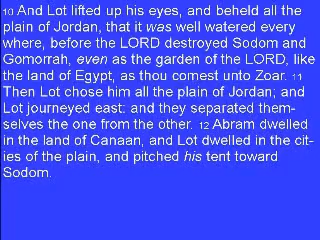 10 And Lot lifted up his eyes, and beheld all the
plain of Jordan, that it was well watered every
where, before the LORD destroyed Sodom and
Gomorrah, even as the garden of the LORD, like
the land of Egypt, as thou comest unto Zoar. 11
Then Lot chose him all the plain of Jordan; and
Lot journeyed east: and they separated them-
selves the one from the other. 12 Abram dwelled
in the land of Canaan, and Lot dwelled in the cit-
ies of the plain, and pitched his tent toward
Sodom.